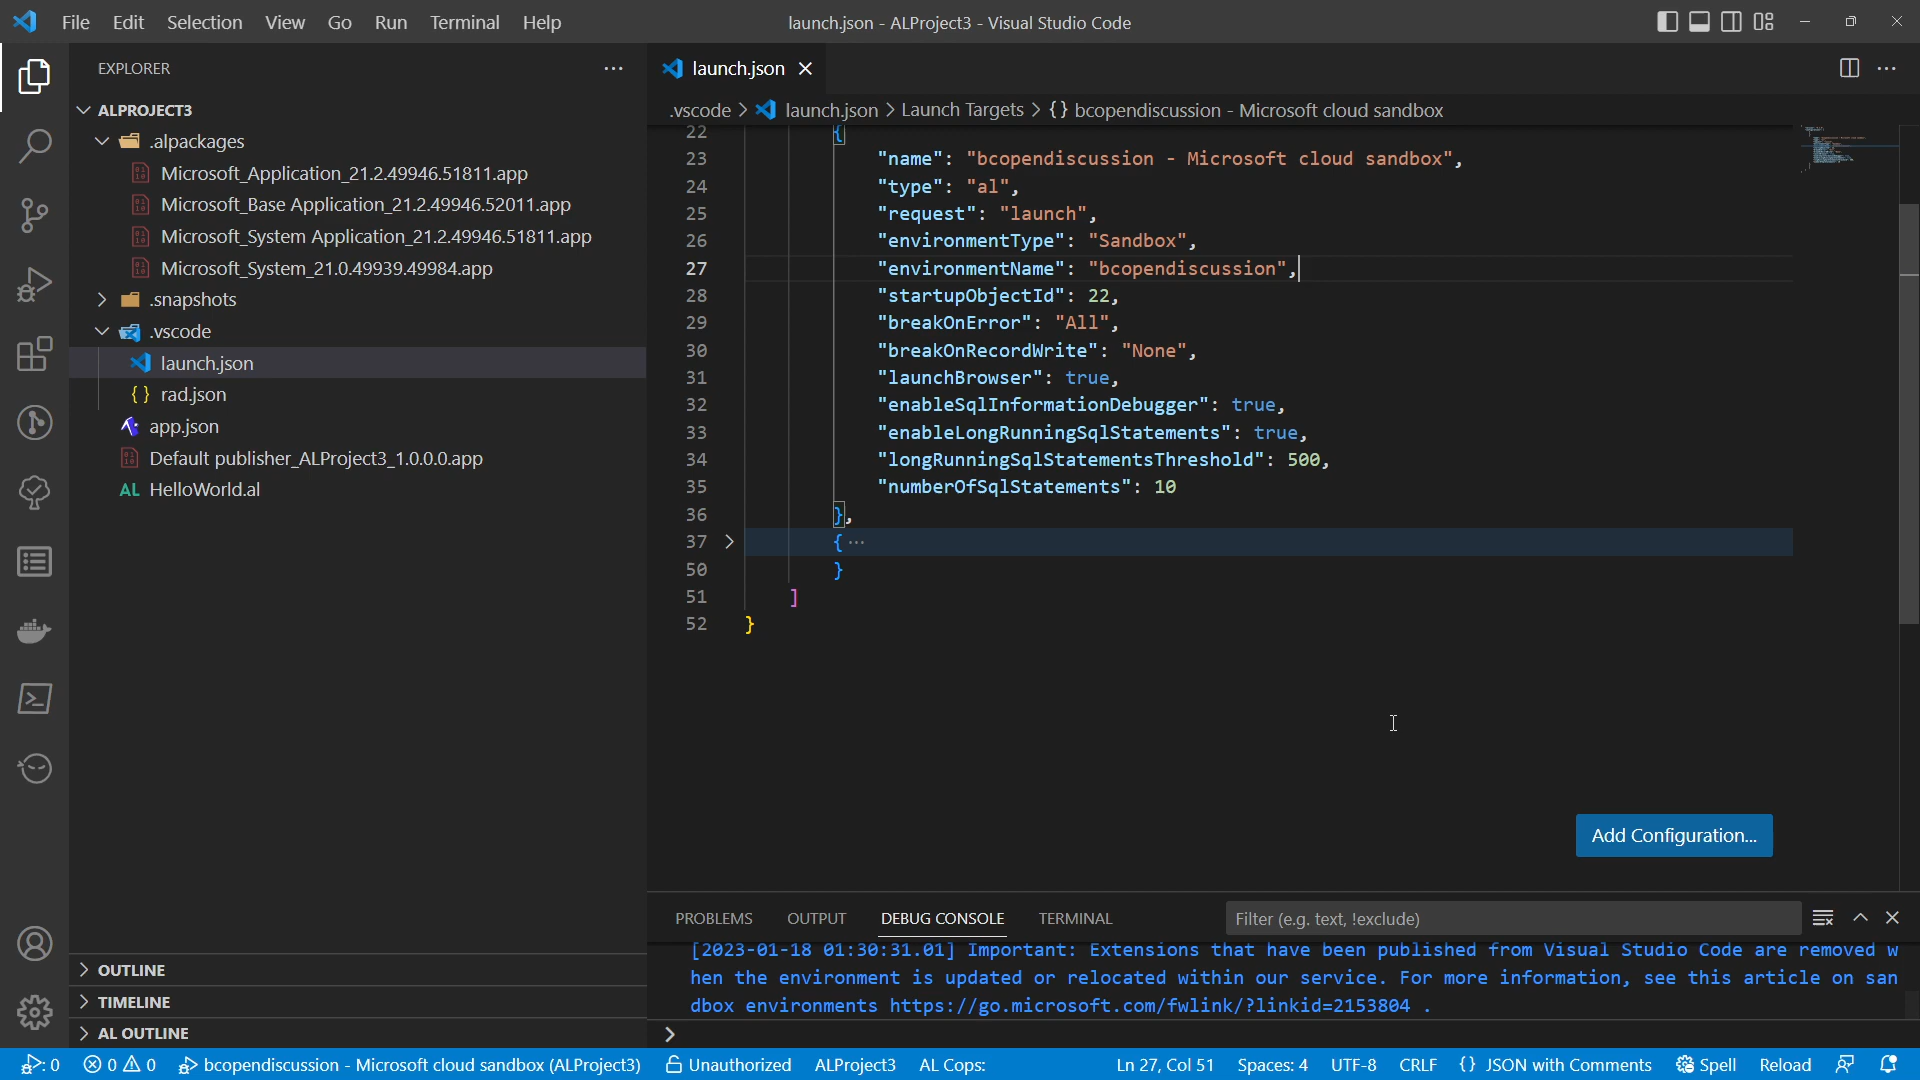 File Edit Selection View Go Run Terminal Help
launch.json - ALProject3 - Visual Studio Code
EXPLORER
ALPROJECT3
.alpackages
Microsoft_Application_21.2.49946.51811.app
Microsoft_Base Application_21.2.49946.52011.app
Microsoft_System Application_21.2.49946.51811.app
Microsoft_System_21.0.49939.49984.app
.snapshots
.vscode
launch.json
rad.json
app.json
Default publisher_ALProject3_1.0.0.0.app
AL HelloWorld.al
OUTLINE
TIMELINE
AL OUTLINE
launch.json
.vscode > launch.json > Launch Targets > {} bcopendiscussion - Microsoft cloud sandbox
22 {
23 "name": "bcopendiscussion - Microsoft cloud sandbox",
24 "type": "al",
25 "request": "launch",
26 "environmentType": "Sandbox",
27 "environmentName": "bcopendiscussion",
28 "startupObjectId": 22,
29 "breakOnError": "All",
30 "breakOnRecordWrite": "None",
31 "launchBrowser": true,
32 "enableSqlInformationDebugger": true,
33 "enableLongRunningSqlStatements": true,
34 "longRunningSqlStatementsThreshold": 500,
35 "numberOfSqlStatements": 10
36 },
37 { ···
50 }
51 ]
52 }
Add Configuration...
PROBLEMS OUTPUT DEBUG CONSOLE TERMINAL
Filter (e.g. text, !exclude)
[2023-01-18 01:30:31.01] Important: Extensions that have been published from Visual Studio Code are removed w
hen the environment is updated or relocated within our service. For more information, see this article on san
dbox environments https://go.microsoft.com/fwlink/?linkid=2153804 .
0 0 0 bcopendiscussion - Microsoft cloud sandbox (ALProject3) Unauthorized ALProject3 AL Cops: Ln 27, Col 51 Spaces: 4 UTF-8 CRLF {} JSON with Comments Spell Reload